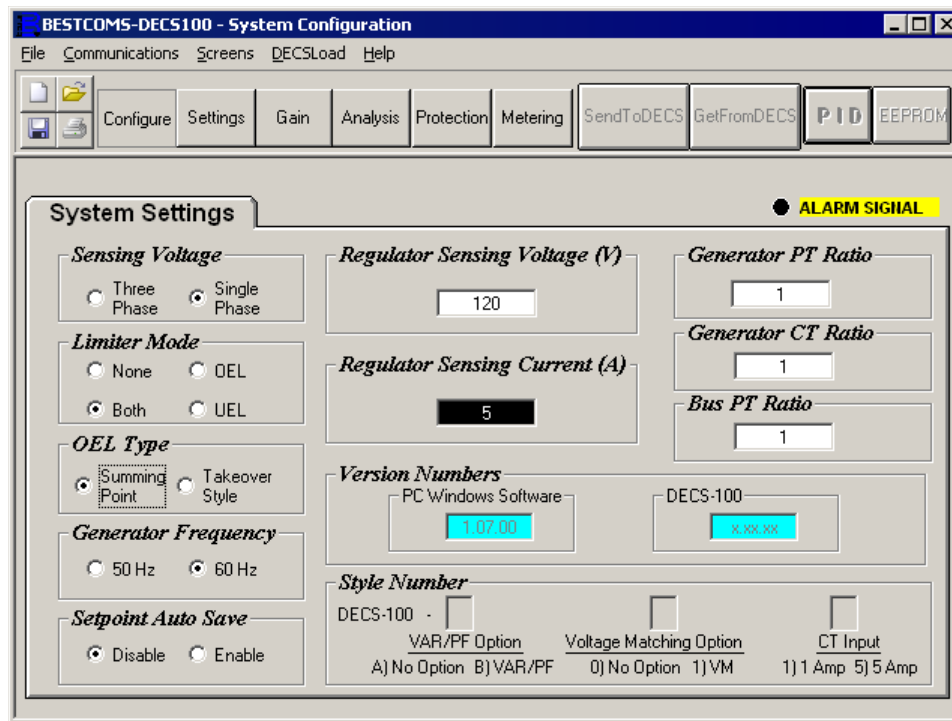 BESTCOMS-DECS100 - System Configuration
File Communications Screens DECSLoad Help
Configure Settings Gain Analysis Protection Metering SendToDECS GetFromDECS PID EEPROM
System Settings
ALARM SIGNAL
Sensing Voltage
Three Phase
Single Phase
Limiter Mode
None
OEL
Both
UEL
OEL Type
Summing Point
Takeover Style
Generator Frequency
50 Hz
60 Hz
Setpoint Auto Save
Disable
Enable
Regulator Sensing Voltage (V)
120
Regulator Sensing Current (A)
5
Generator PT Ratio
1
Generator CT Ratio
1
Bus PT Ratio
1
Version Numbers
PC Windows Software
1.07.00
DECS-100
x.xx.xx
Style Number
DECS-100 -
VAR/PF Option
A) No Option B) VAR/PF
Voltage Matching Option
0) No Option 1) VM
CT Input
1) 1 Amp 5) 5 Amp